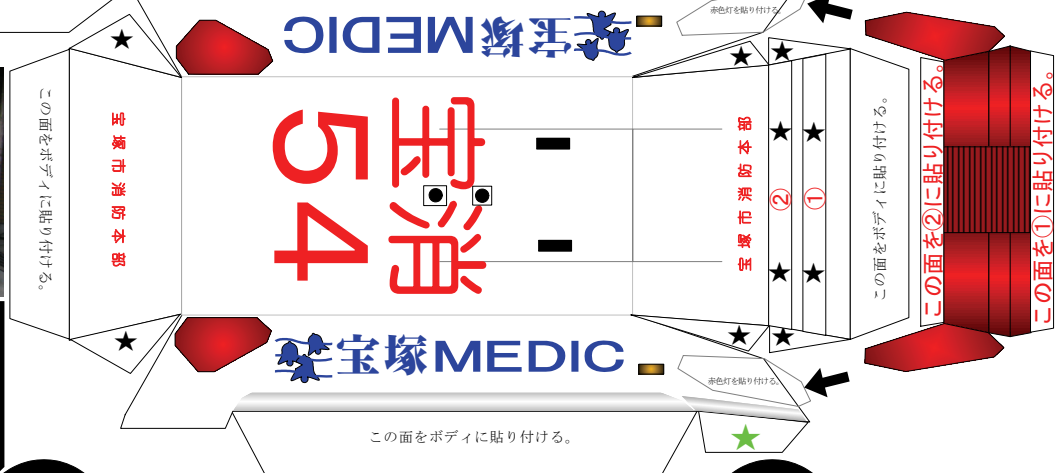 赤色灯を貼り付ける。
宝塚MEDIC
この面をボディに貼り付ける。
宝塚市消防本部
宝消
54
宝塚市消防本部
②
①
この面をボディに貼り付ける。
この面を②に貼り付ける。
この面を①に貼り付ける。
宝塚MEDIC
赤色灯を貼り付ける。
この面をボディに貼り付ける。